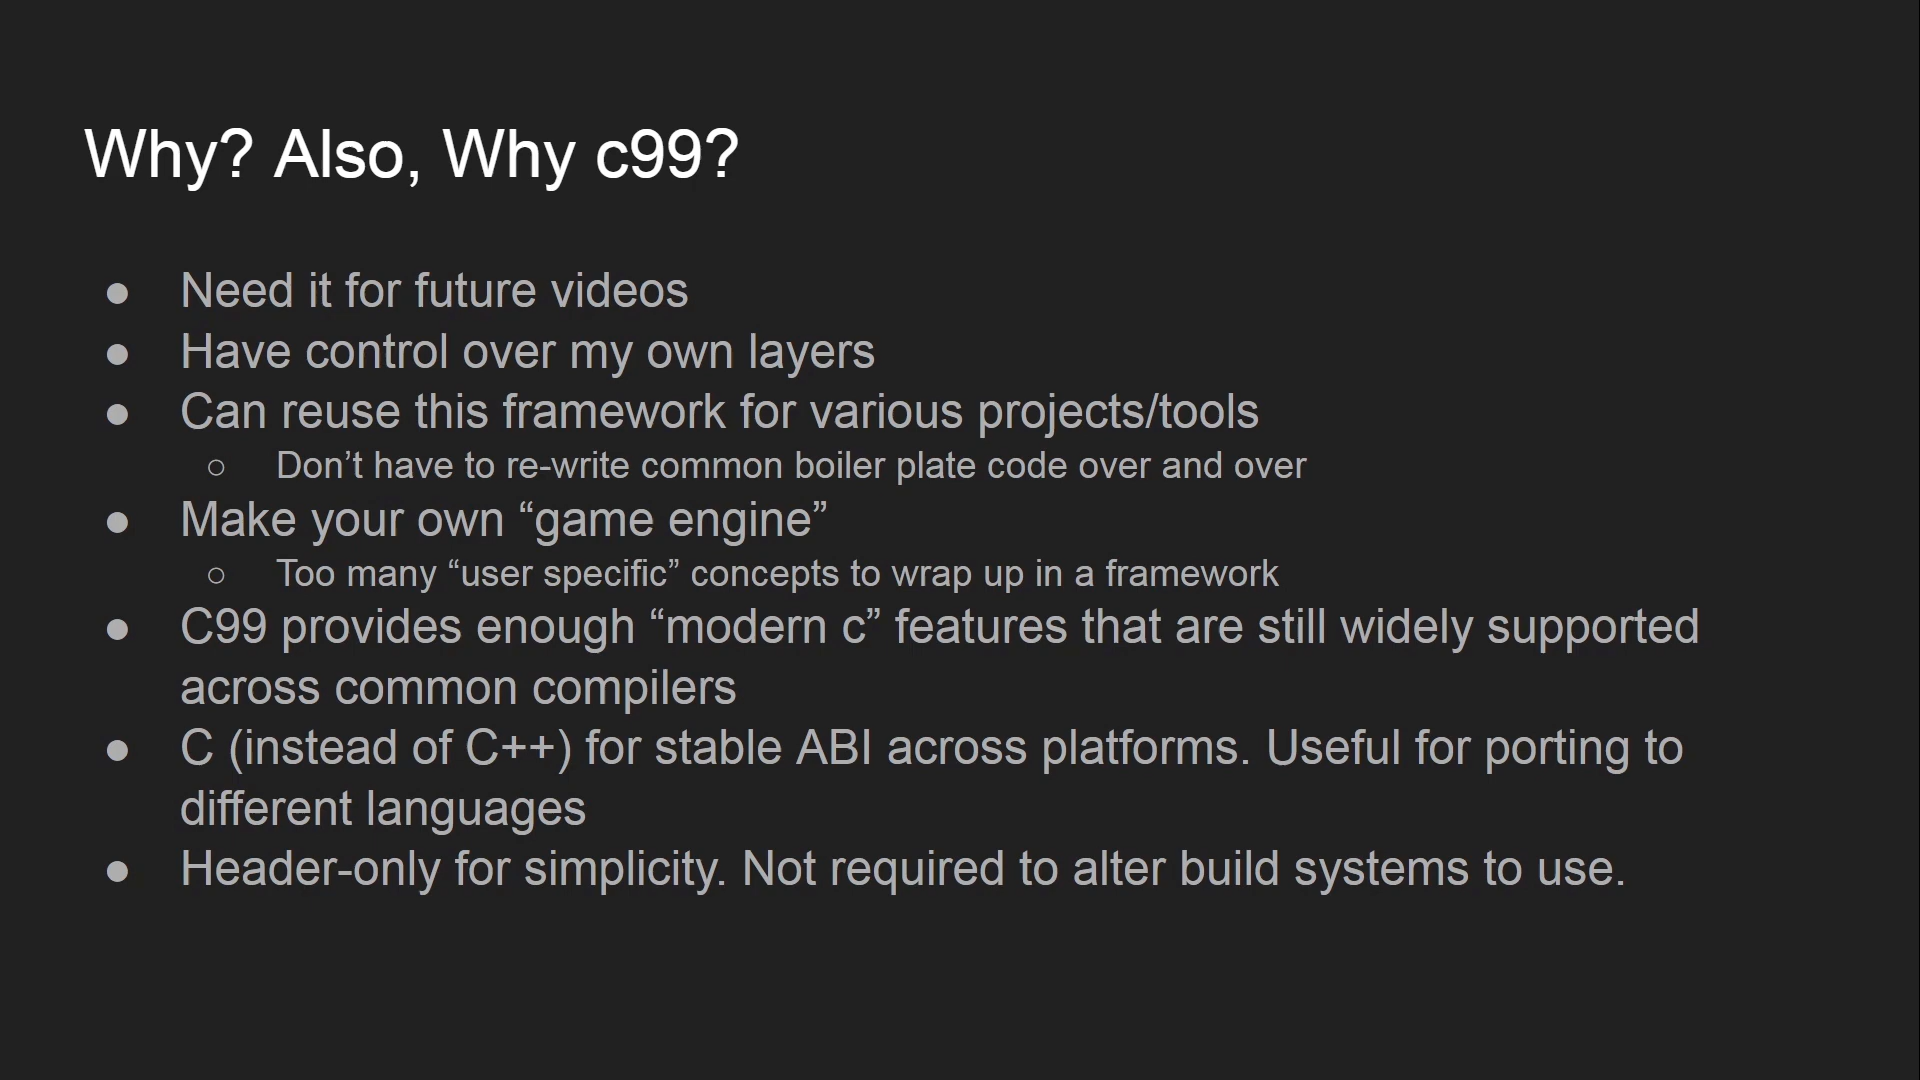 Why? Also, Why c99?
● Need it for future videos
● Have control over my own layers
● Can reuse this framework for various projects/tools
○ Don’t have to re-write common boiler plate code over and over
● Make your own “game engine”
○ Too many “user specific” concepts to wrap up in a framework
● C99 provides enough “modern c” features that are still widely supported
across common compilers
● C (instead of C++) for stable ABI across platforms. Useful for porting to
different languages
● Header-only for simplicity. Not required to alter build systems to use.